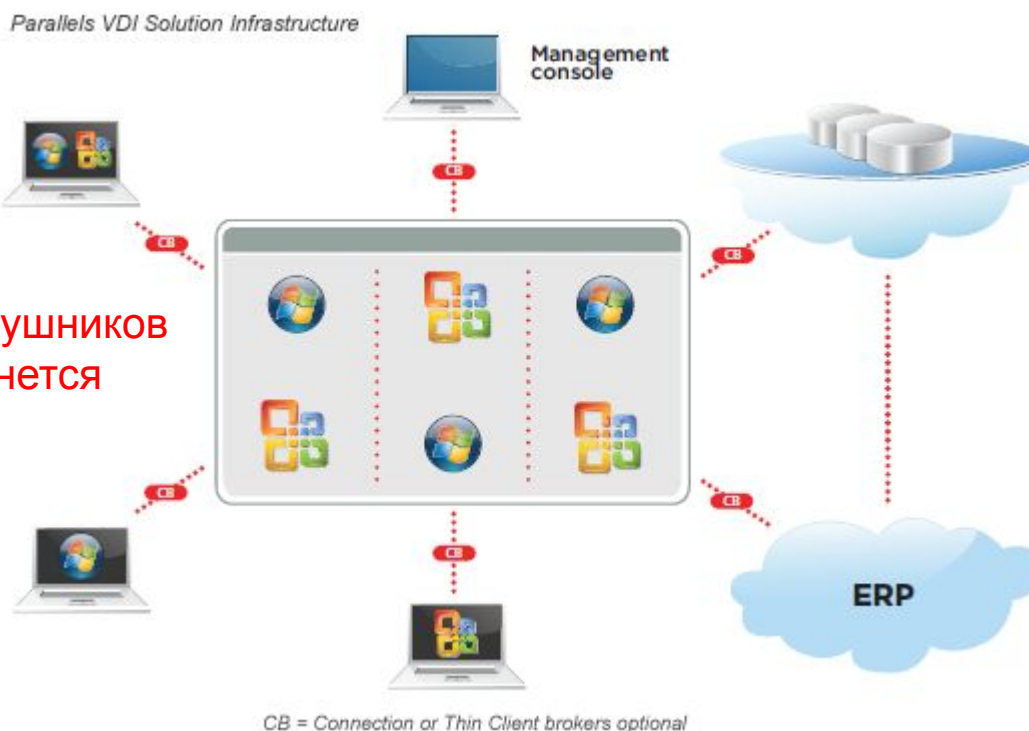 Parallels VDI Solution Infrastructure
Management
console
CB
CB
CB
ушников
нется
CB
CB
CB
ERP
CB = Connection or Thin Client brokers optional